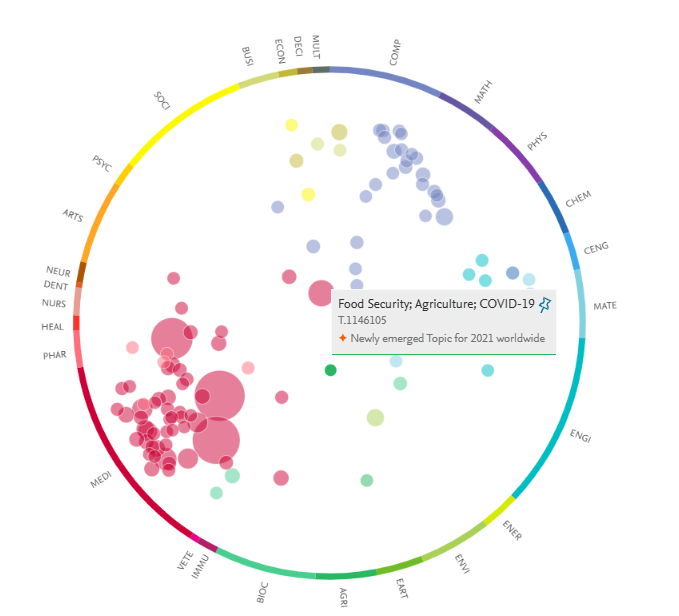 MULT
DECI
ECON
BUSI
COMP
MATH
SOCI
PHYS
PSYC
CHEM
ARTS
CENG
NEUR
DENT
NURS
MATE
HEAL
PHAR
Food Security; Agriculture; COVID-19
T.1146105
Newly emerged Topic for 2021 worldwide
ENGI
MEDI
ENER
VETE
IMMU
ENVI
BIOC
AGRI
EART